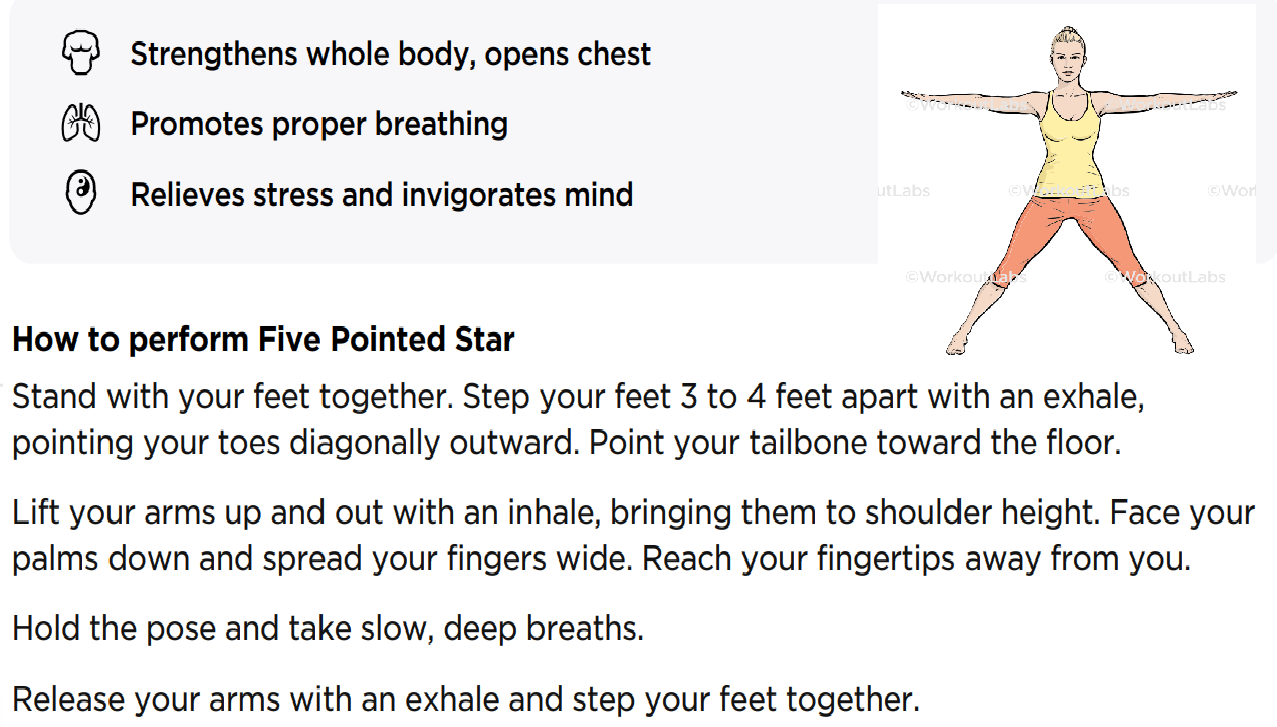 Strengthens whole body, opens chest
Promotes proper breathing
Relieves stress and invigorates mind
©WorkoutLabs ©WorkoutLabs
utLabs ©WorkoutLabs ©Wor
©WorkoutLabs ©WorkoutLabs
How to perform Five Pointed Star
Stand with your feet together. Step your feet 3 to 4 feet apart with an exhale,
pointing your toes diagonally outward. Point your tailbone toward the floor.
Lift your arms up and out with an inhale, bringing them to shoulder height. Face your
palms down and spread your fingers wide. Reach your fingertips away from you.
Hold the pose and take slow, deep breaths.
Release your arms with an exhale and step your feet together.